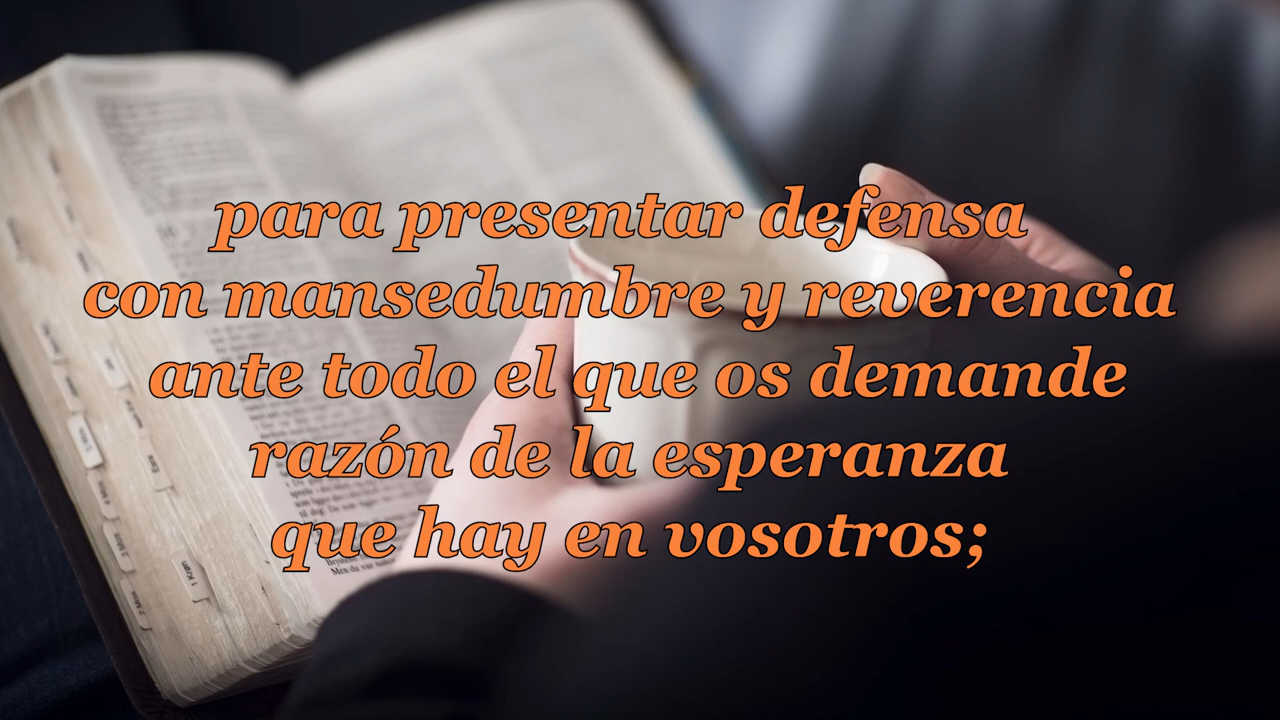 para presentar defensa
con mansedumbre y reverencia
ante todo el que os demande
razón de la esperanza
que hay en vosotros;